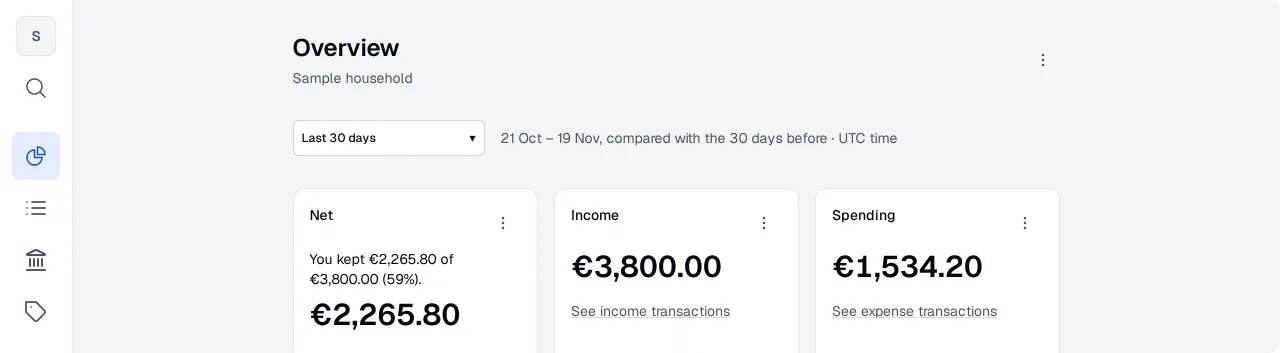 S
Overview
Sample household
Last 30 days ▾
21 Oct – 19 Nov, compared with the 30 days before · UTC time
Net
You kept €2,265.80 of
€3,800.00 (59%).
€2,265.80
Income
€3,800.00
See income transactions
Spending
€1,534.20
See expense transactions